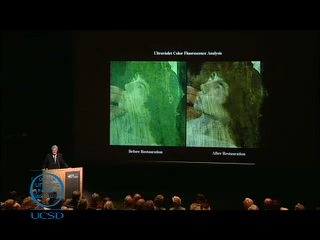 Ultraviolet Color Fluorescence Analysis
Before Restoration
After Restoration
UCSD